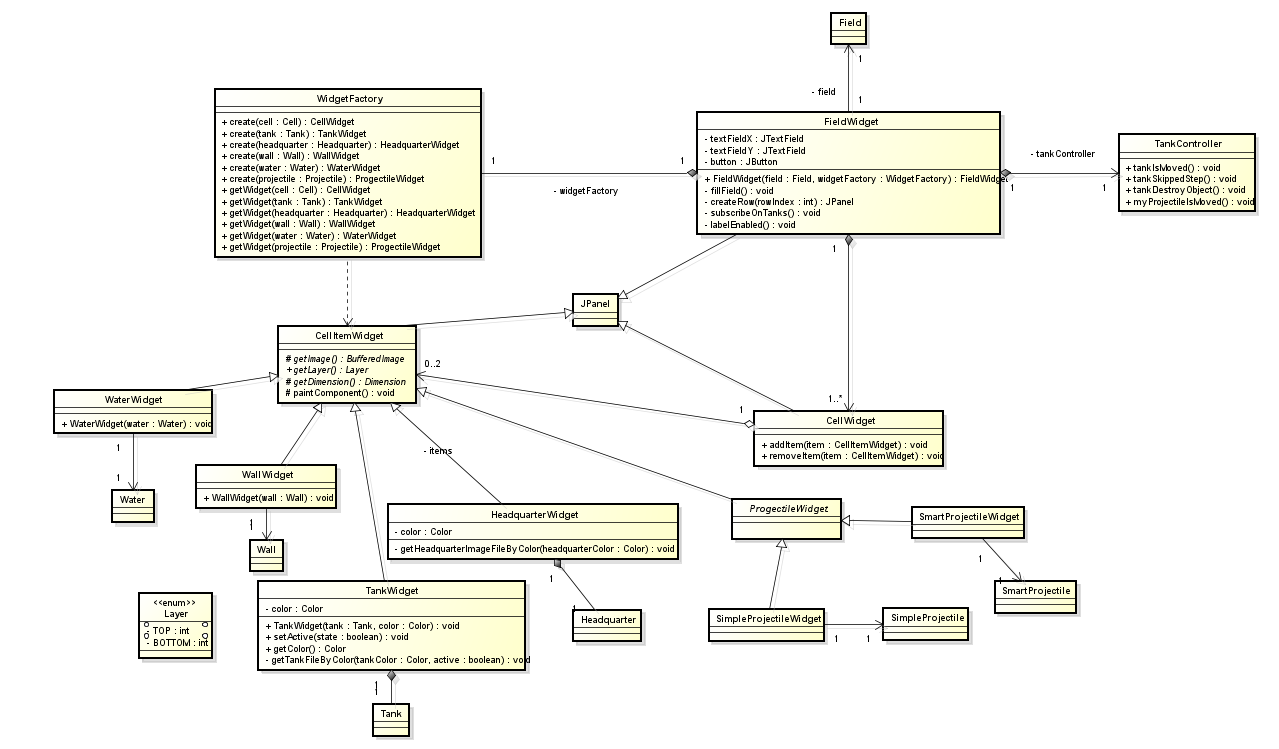 Field
1
- field
1
WidgetFactory
+ create(cell : Cell) : CellWidget
+ create(tank : Tank) : TankWidget
+ create(headquarter : Headquarter) : HeadquarterWidget
+ create(wall : Wall) : WallWidget
+ create(water : Water) : WaterWidget
+ create(projectile : Projectile) : ProgectileWidget
+ getWidget(cell : Cell) : CellWidget
+ getWidget(tank : Tank) : TankWidget
+ getWidget(headquarter : Headquarter) : HeadquarterWidget
+ getWidget(wall : Wall) : WallWidget
+ getWidget(water : Water) : WaterWidget
+ getWidget(projectile : Projectile) : ProgectileWidget
1
1
- widgetFactory
FieldWidget
- textFieldX : JTextField
- textFieldY : JTextField
- button : JButton
+ FieldWidget(field : Field, widgetFactory : WidgetFactory) : FieldWidge
- fillField() : void
- createRow(rowIndex : int) : JPanel
- subscribeOnTanks() : void
- labelEnabled() : void
- tankController
1
1
TankController
+ tankIsMoved() : void
+ tankSkippedStep() : void
+ tankDestroyObject() : void
+ myProjectileIsMoved() : void
1
JPanel
CellItemWidget
# getImage() : BufferedImage
+ getLayer() : Layer
# getDimension() : Dimension
# paintComponent() : void
0..2
1
1..*
CellWidget
+ addItem(item : CellItemWidget) : void
+ removeItem(item : CellItemWidget) : void
WaterWidget
+ WaterWidget(water : Water) : void
1
1
Water
WallWidget
+ WallWidget(wall : Wall) : void
1
Wall
- items
HeadquarterWidget
- color : Color
- getHeadquarterImageFileByColor(headquarterColor : Color) : void
1
1
Headquarter
ProgectileWidget
SmartProjectileWidget
1
1
SmartProjectile
SimpleProjectileWidget
1
1
SimpleProjectile
<<enum>>
Layer
- TOP : int
- BOTTOM : int
TankWidget
- color : Color
+ TankWidget(tank : Tank, color : Color) : void
+ setActive(state : boolean) : void
+ getColor() : Color
- getTankFileByColor(tankColor : Color, active : boolean) : void
1
Tank